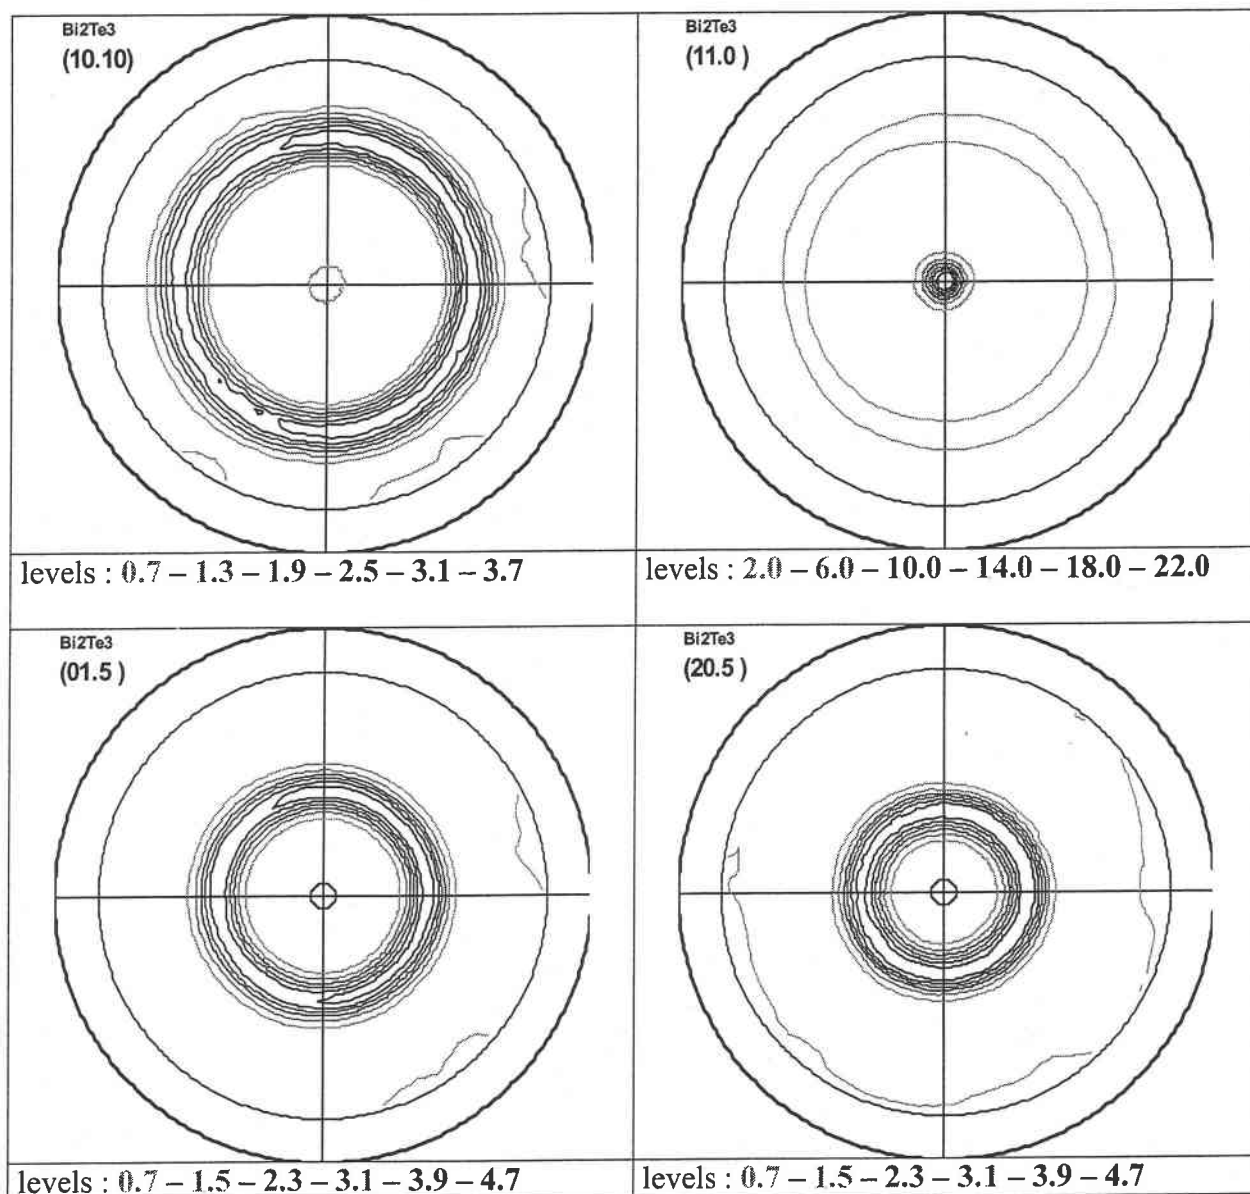 Bi2Te3
(10.10)
levels : 0.7 – 1.3 – 1.9 – 2.5 – 3.1 – 3.7
Bi2Te3
(11.0 )
levels : 2.0 – 6.0 – 10.0 – 14.0 – 18.0 – 22.0
Bi2Te3
(01.5 )
levels : 0.7 – 1.5 – 2.3 – 3.1 – 3.9 – 4.7
Bi2Te3
(20.5 )
levels : 0.7 – 1.5 – 2.3 – 3.1 – 3.9 – 4.7